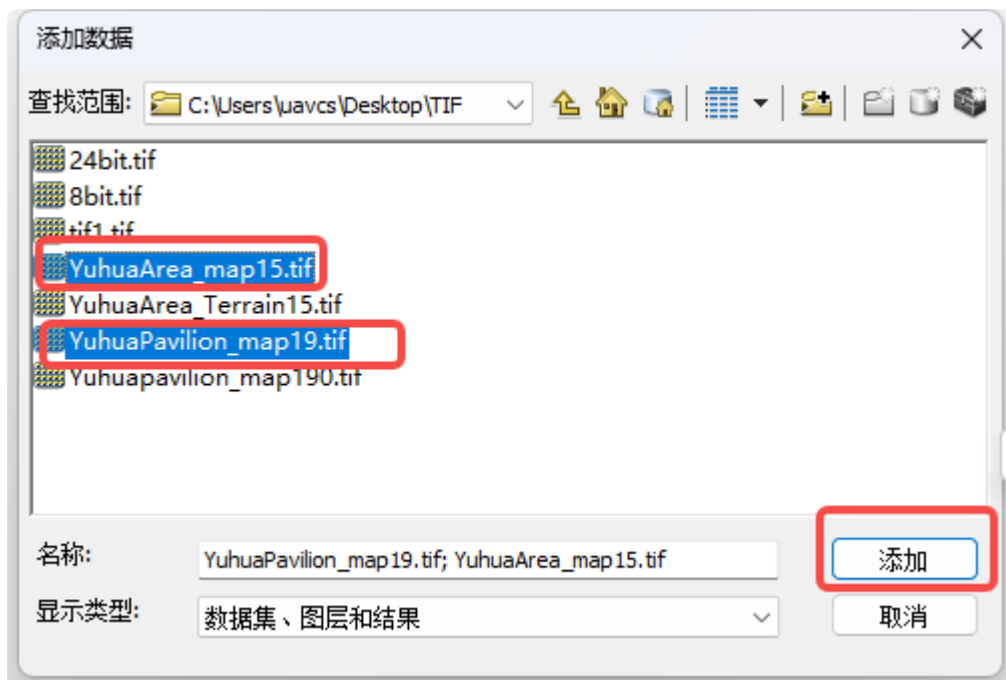 添加数据
查找范围: C:\Users\uavcs\Desktop\TIF
24bit.tif
8bit.tif
tif1.tif
YuhuaArea_map15.tif
YuhuaArea_Terrain15.tif
YuhuaPavilion_map19.tif
Yuhuapavilion_map190.tif
名称: YuhuaPavilion_map19.tif; YuhuaArea_map15.tif 添加
显示类型: 数据集、图层和结果 取消